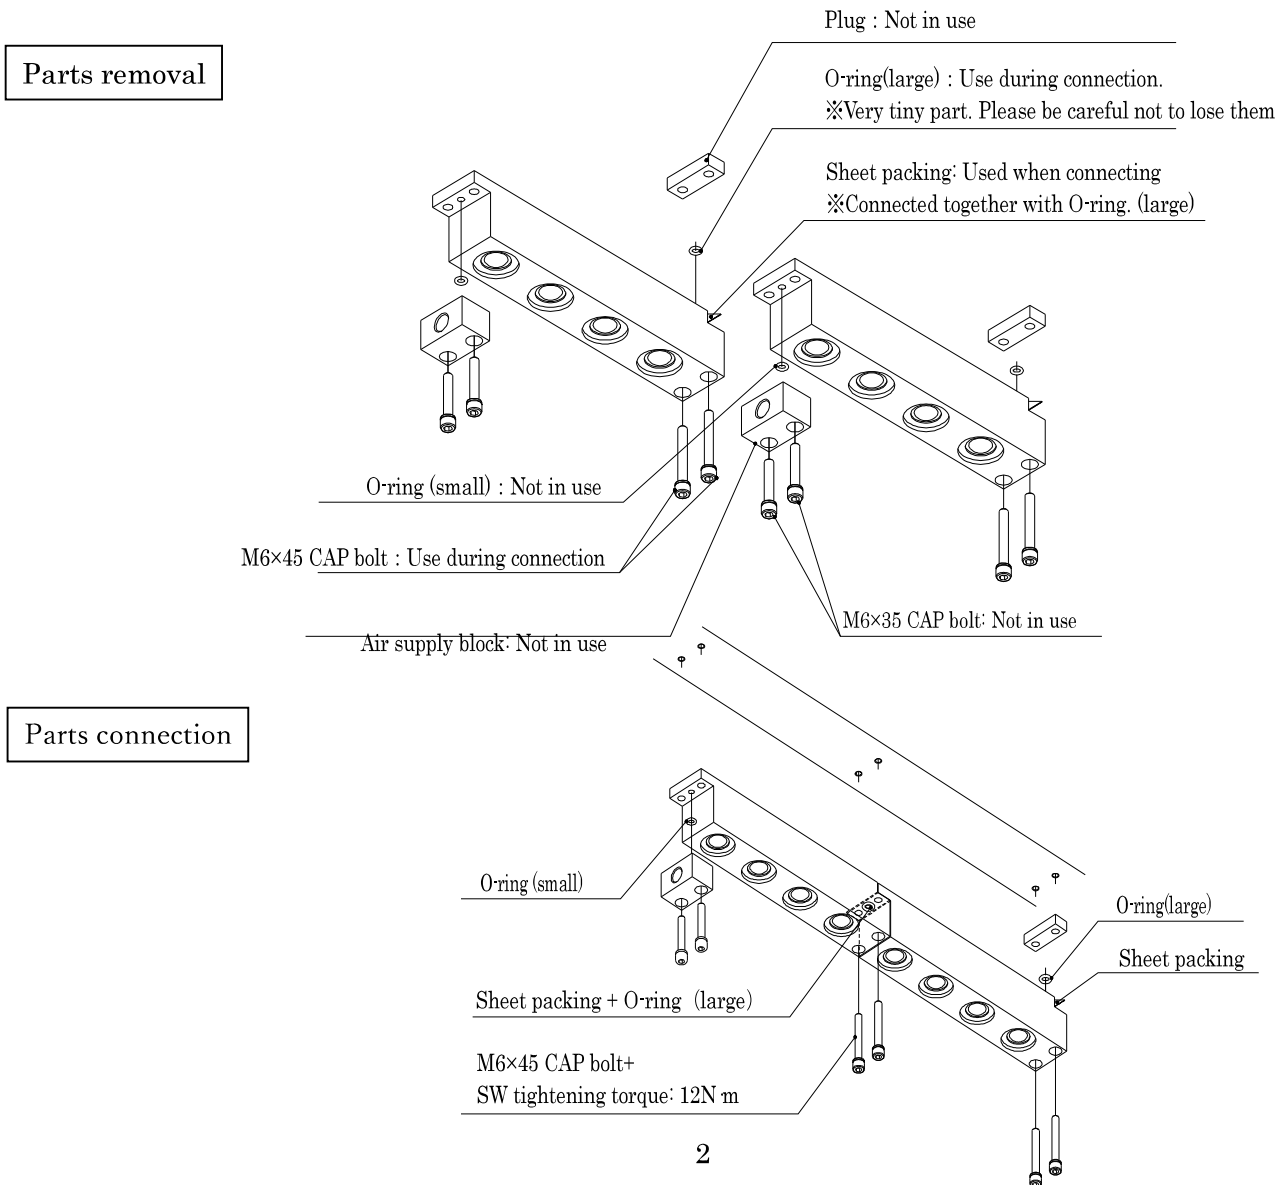 Plug : Not in use
Parts removal
O-ring(large) : Use during connection.
※Very tiny part. Please be careful not to lose them
Sheet packing: Used when connecting
※Connected together with O-ring. (large)
O-ring (small) : Not in use
M6×45 CAP bolt : Use during connection
M6×35 CAP bolt: Not in use
Air supply block: Not in use
Parts connection
O-ring (small)
O-ring(large)
Sheet packing
Sheet packing + O-ring (large)
M6×45 CAP bolt+
SW tightening torque: 12N·m
2